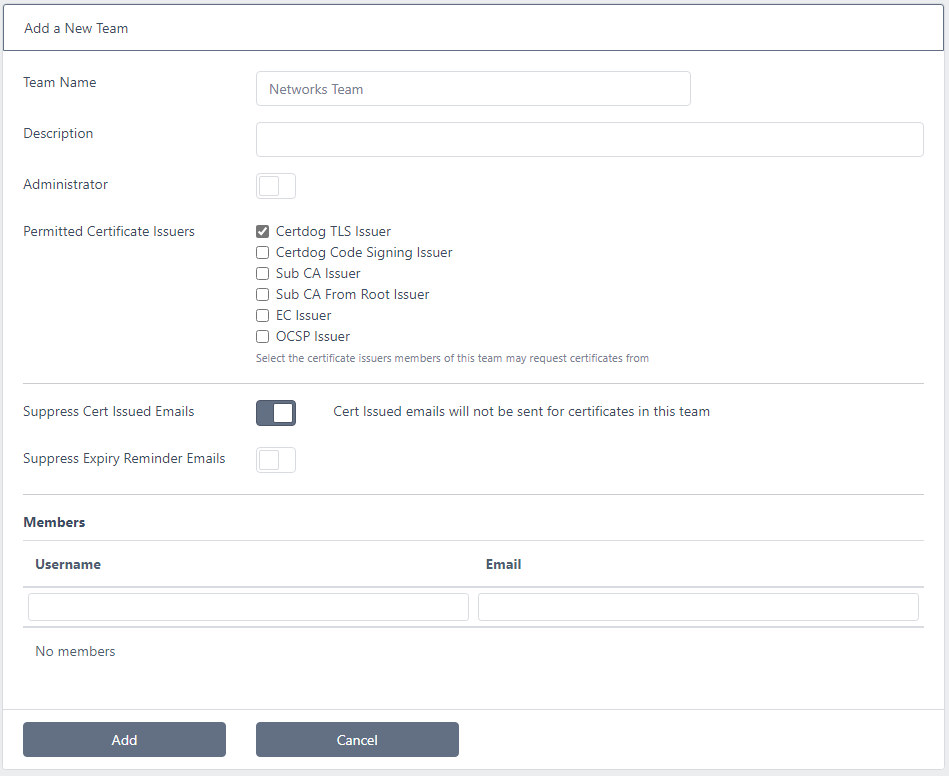 Add a New Team
Team Name
Networks Team
Description
Administrator
Permitted Certificate Issuers
Certdog TLS Issuer
Certdog Code Signing Issuer
Sub CA Issuer
Sub CA From Root Issuer
EC Issuer
OCSP Issuer
Select the certificate issuers members of this team may request certificates from
Suppress Cert Issued Emails
Cert Issued emails will not be sent for certificates in this team
Suppress Expiry Reminder Emails
Members
Username Email
No members
Add Cancel